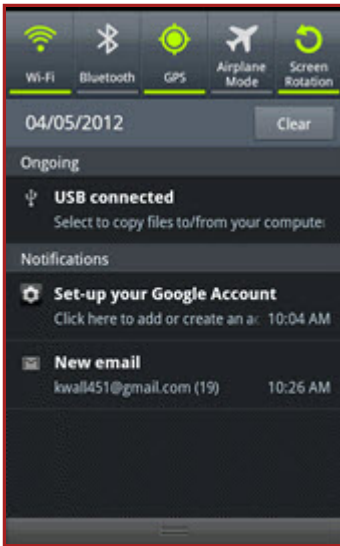 Wi-Fi Bluetooth GPS Airplane Mode Screen Rotation
04/05/2012 Clear
Ongoing
USB connected
Select to copy files to/from your compute
Notifications
Set-up your Google Account
Click here to add or create an ac 10:04 AM
New email
kwall451@gmail.com (19) 10:26 AM